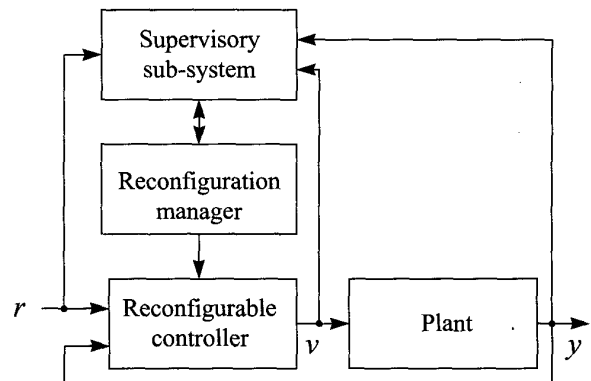 Supervisory
sub-system
Reconfiguration
manager
r
Reconfigurable
controller
v
Plant
y